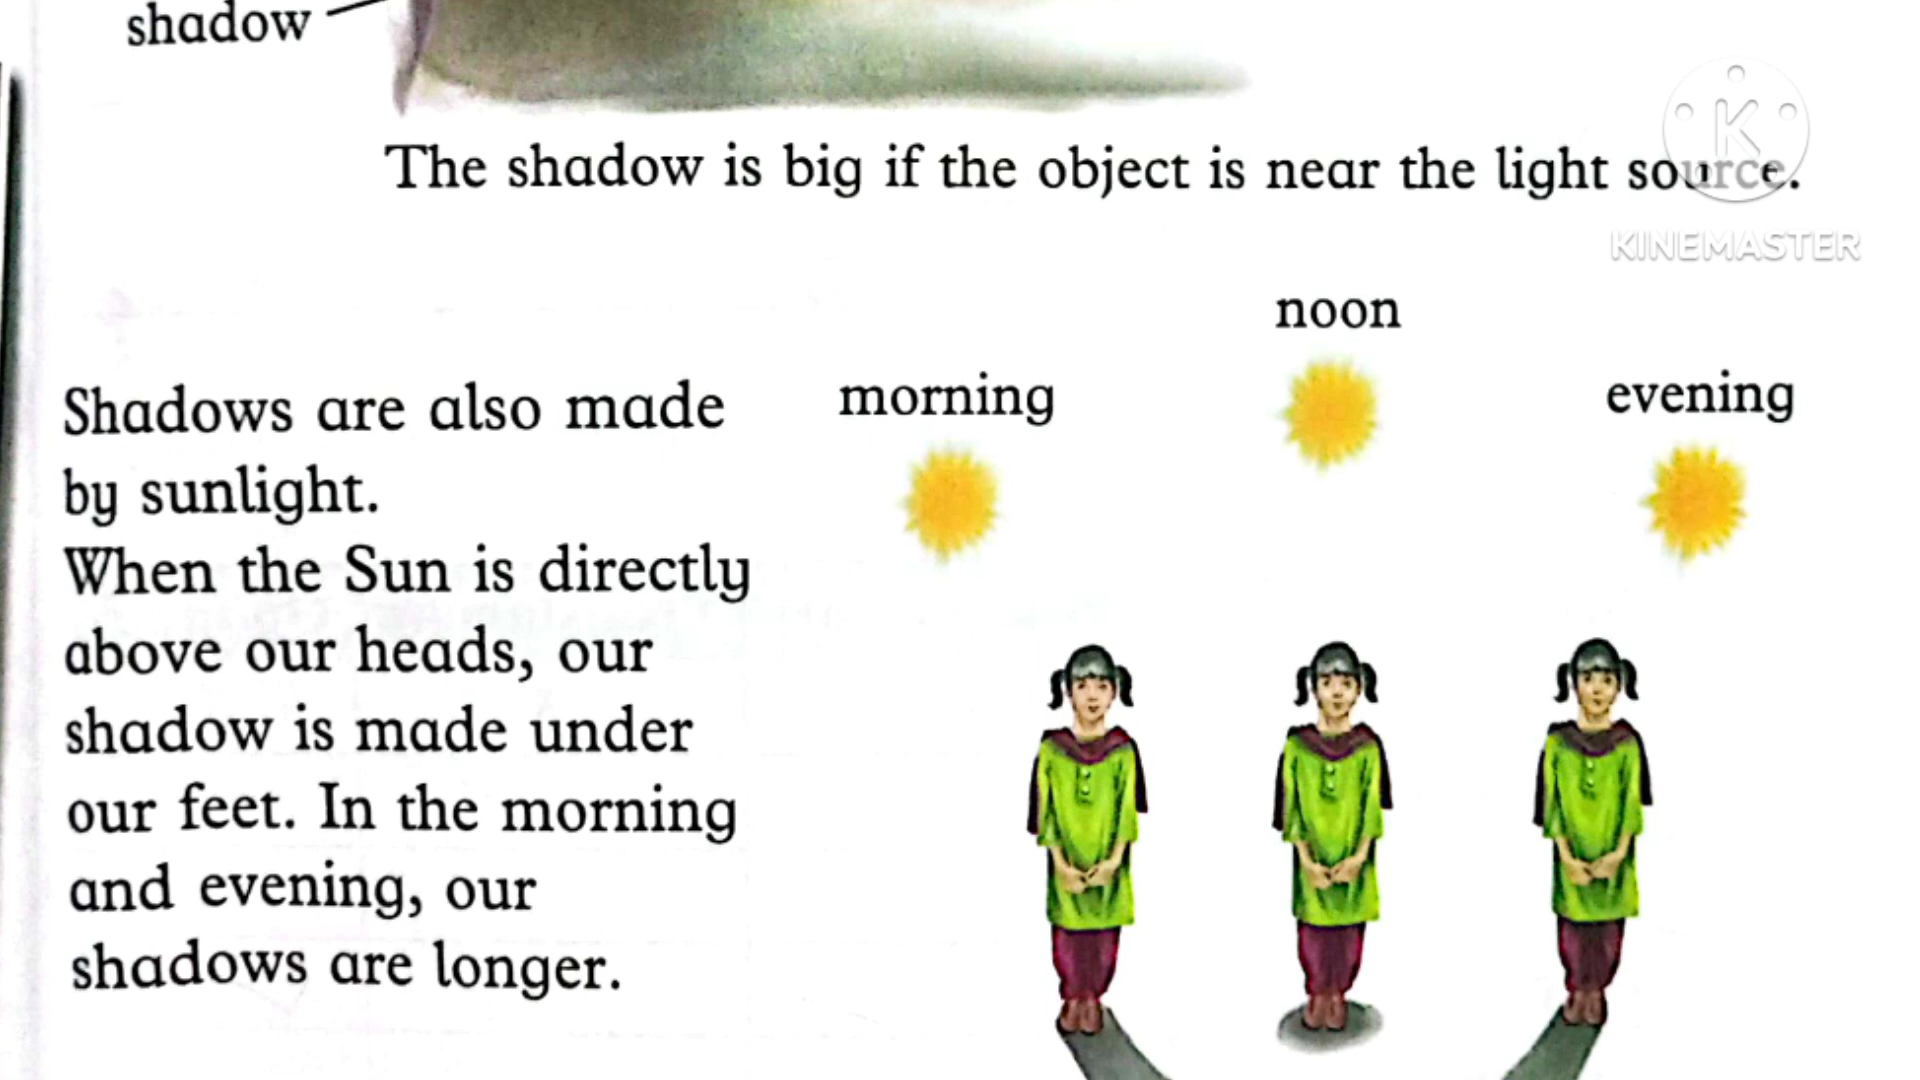 shadow
The shadow is big if the object is near the light source.
K
KINEMASTER
noon
morning
evening
Shadows are also made
by sunlight.
When the Sun is directly
above our heads, our
shadow is made under
our feet. In the morning
and evening, our
shadows are longer.